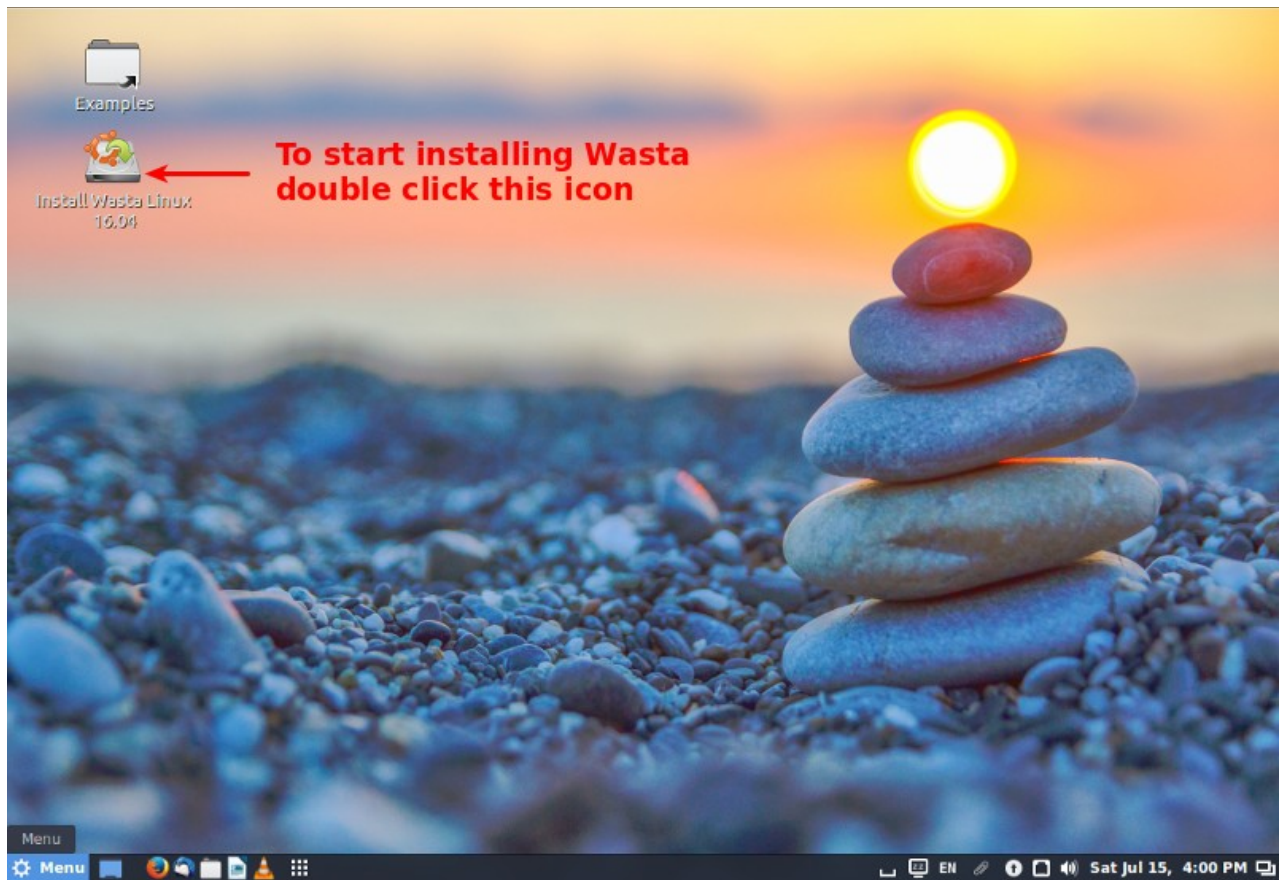 Examples
To start installing Wasta
double click this icon
Install Wasta Linux
16.04
Menu
Menu
EN
Sat Jul 15, 4:00 PM